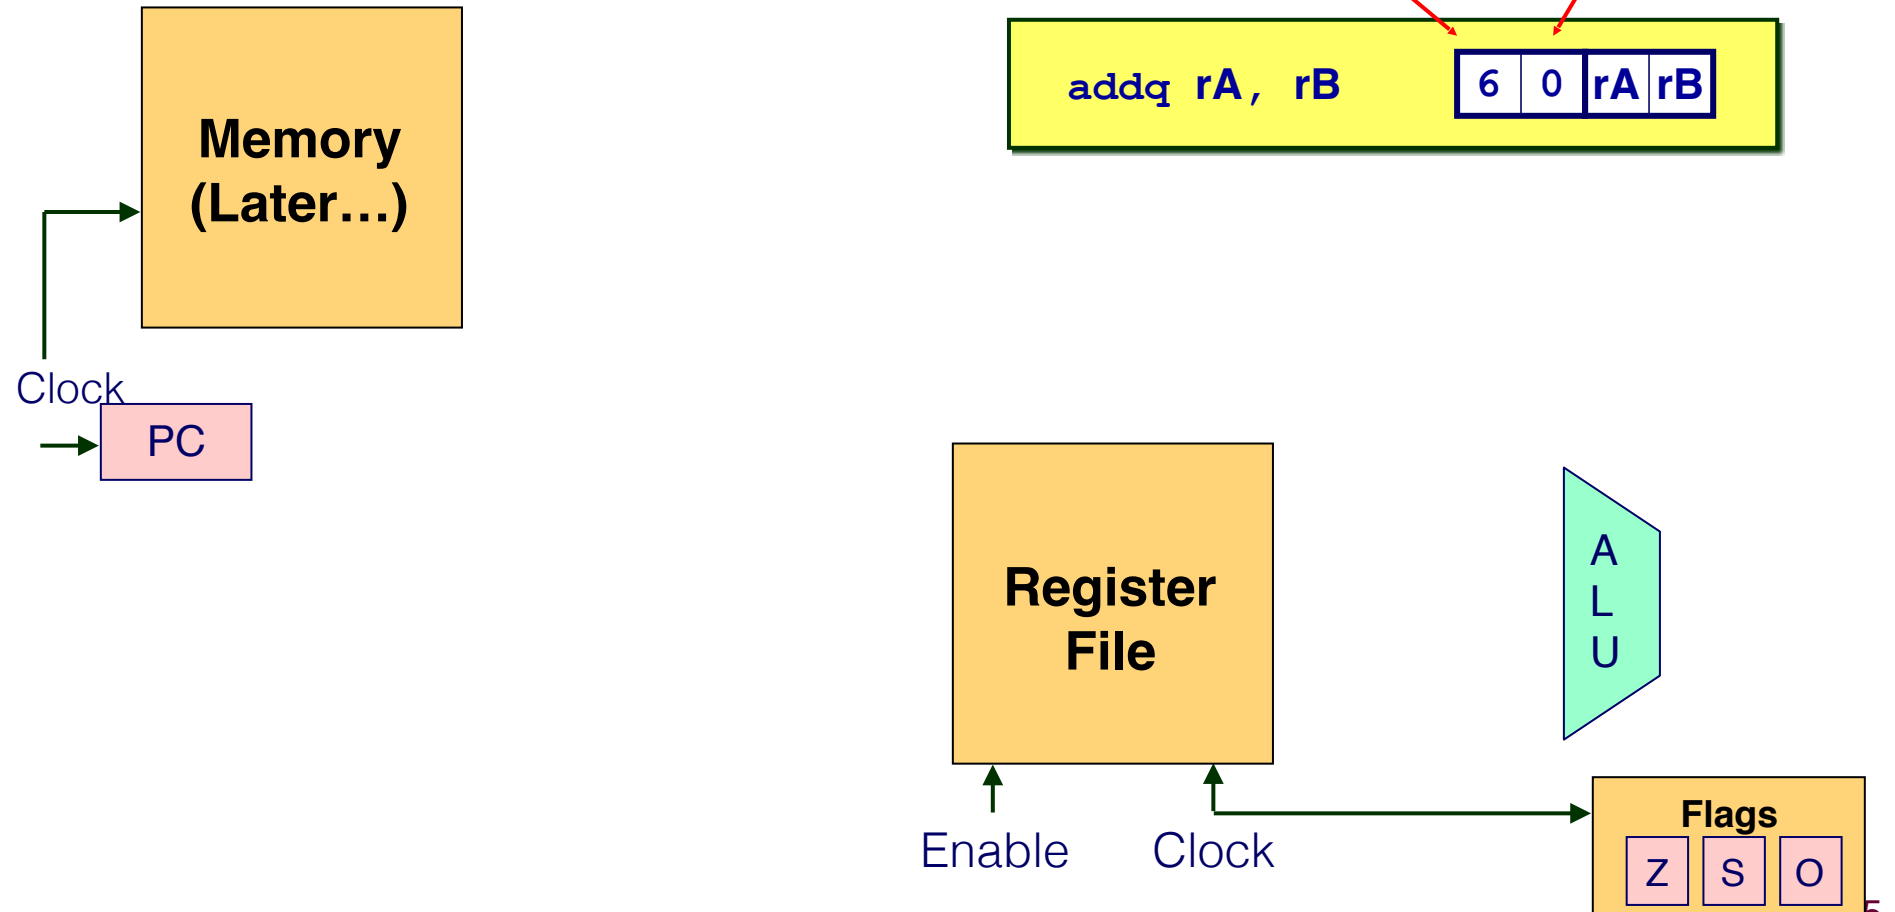 Memory
(Later…)
addq rA, rB
6 0 rA rB
Clock
PC
Register
File
A
L
U
Enable
Clock
Flags
Z S O